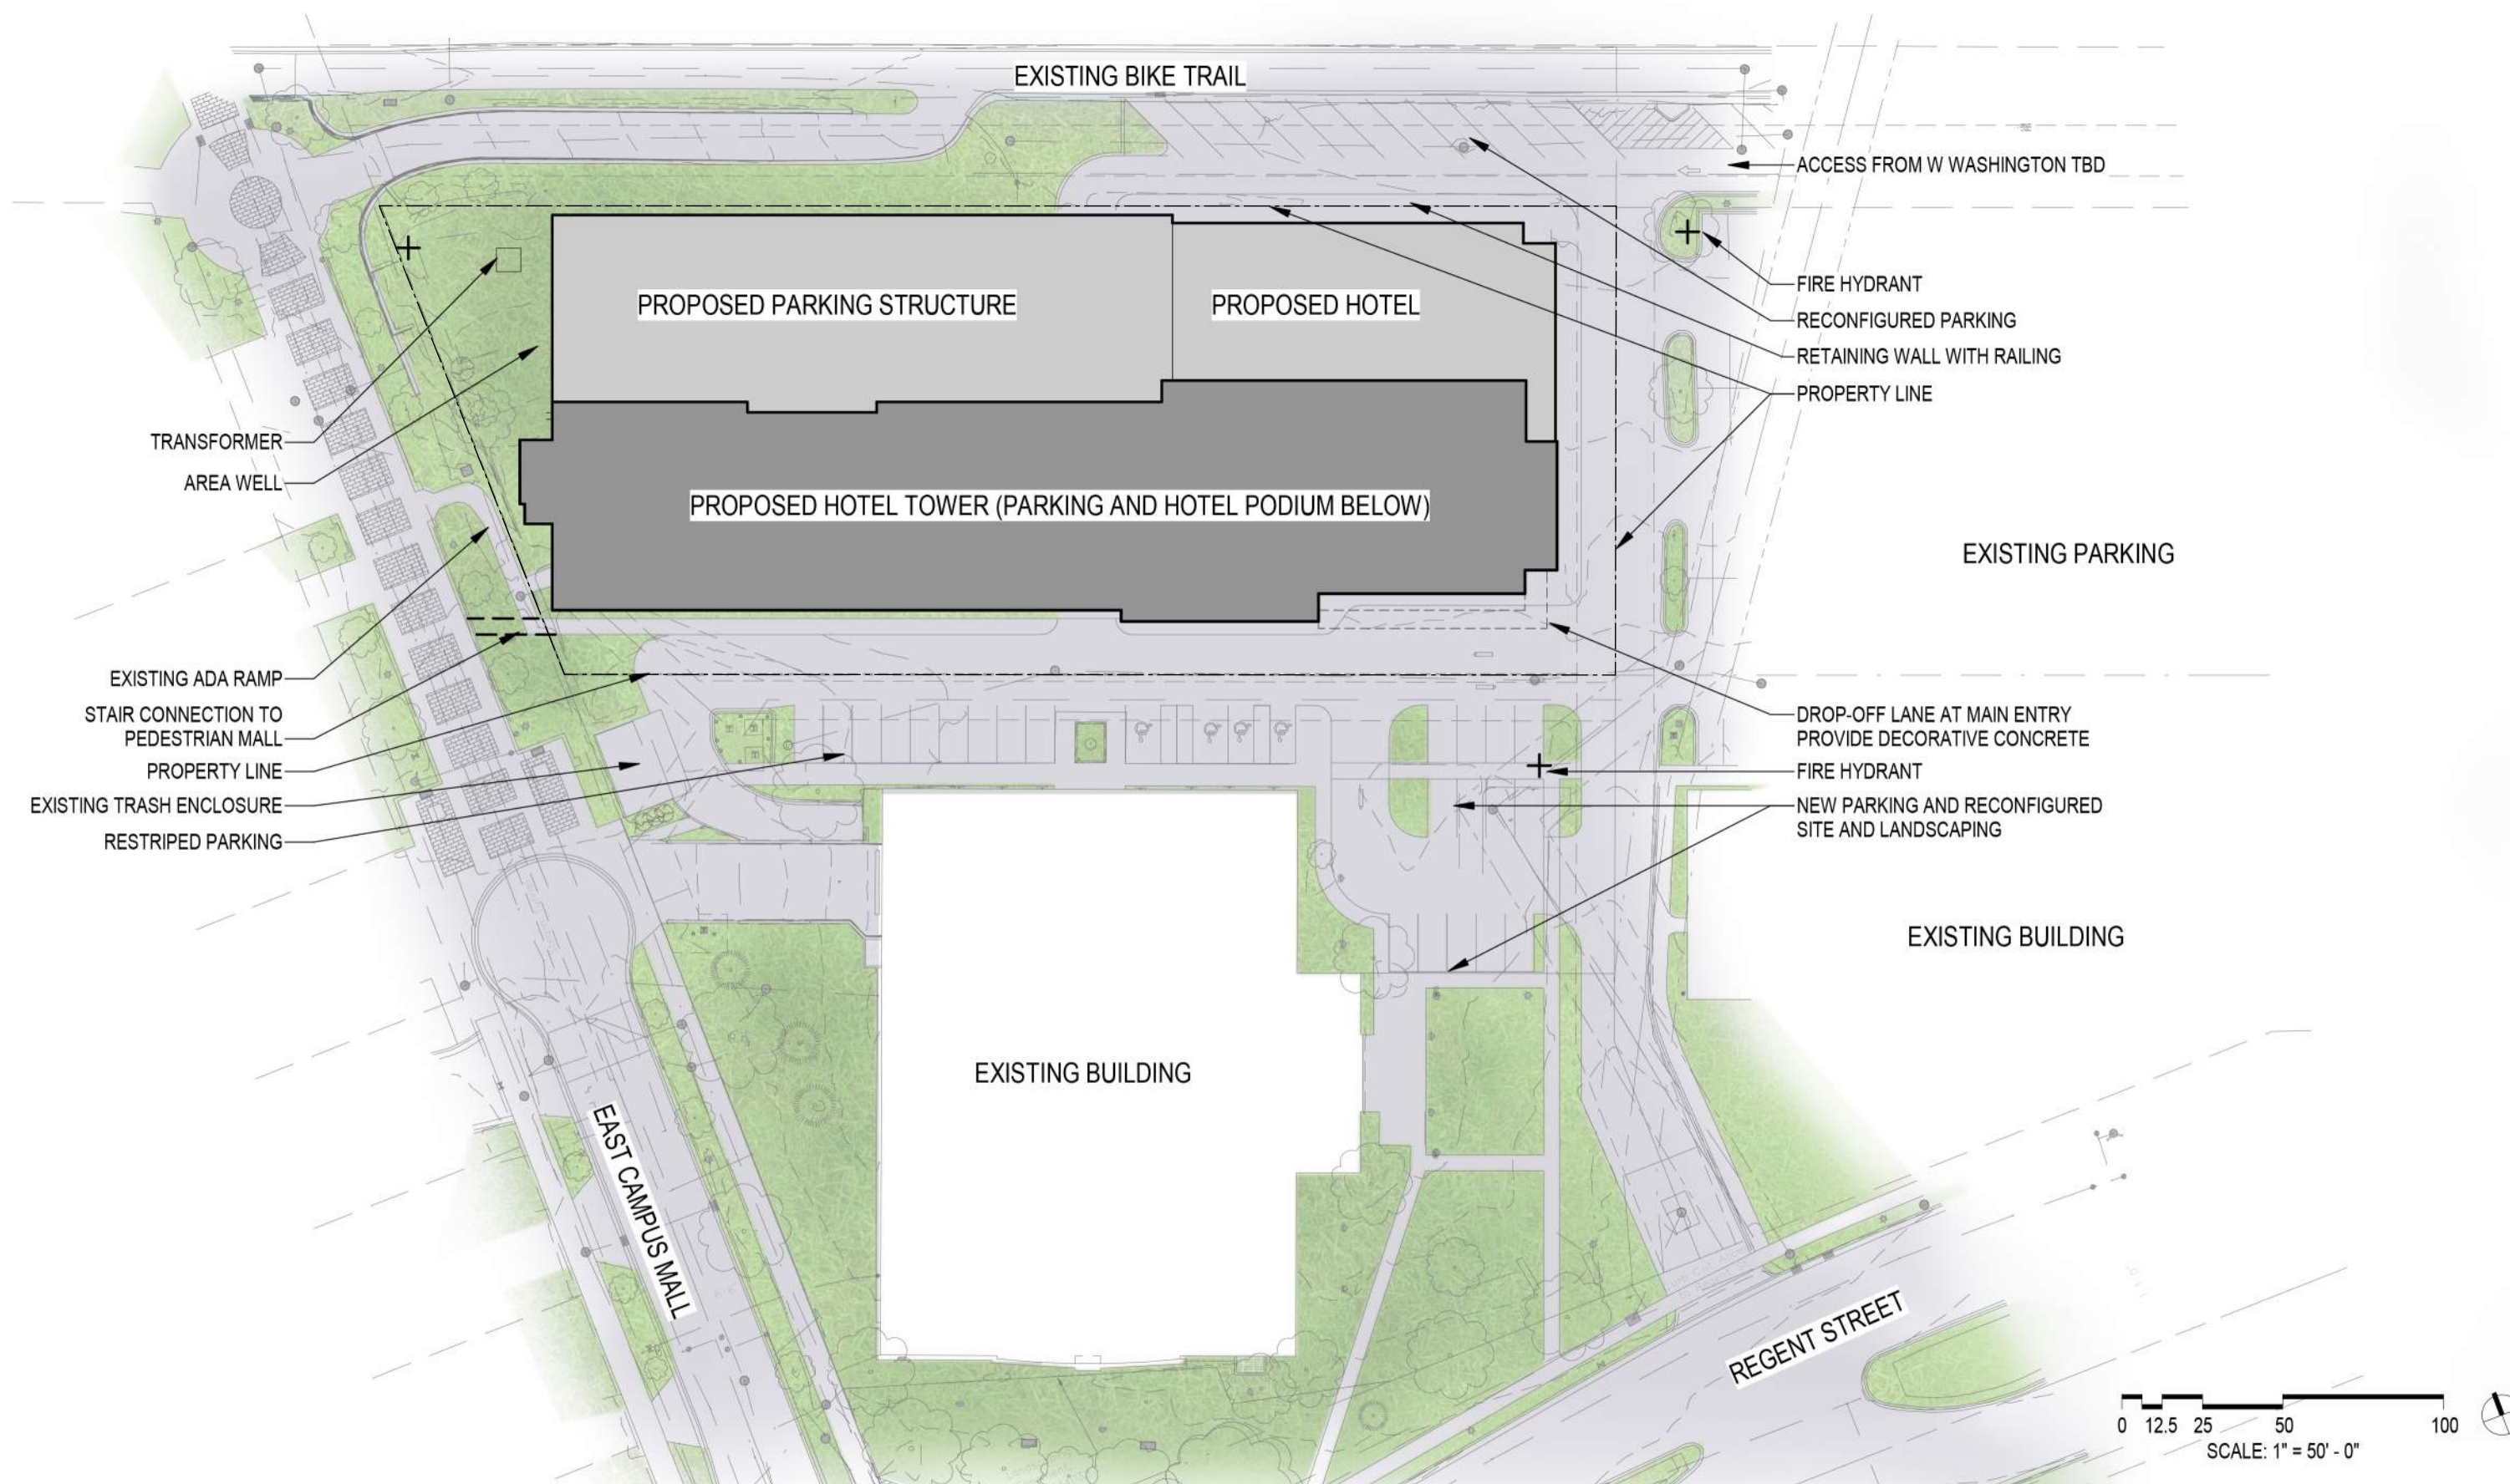 EXISTING BIKE TRAIL
ACCESS FROM W WASHINGTON TBD
FIRE HYDRANT
RECONFIGURED PARKING
RETAINING WALL WITH RAILING
PROPERTY LINE
PROPOSED PARKING STRUCTURE
PROPOSED HOTEL
TRANSFORMER
AREA WELL
PROPOSED HOTEL TOWER (PARKING AND HOTEL PODIUM BELOW)
EXISTING PARKING
EXISTING ADA RAMP
STAIR CONNECTION TO
PEDESTRIAN MALL
PROPERTY LINE
EXISTING TRASH ENCLOSURE
RESTRIPED PARKING
DROP-OFF LANE AT MAIN ENTRY
PROVIDE DECORATIVE CONCRETE
FIRE HYDRANT
NEW PARKING AND RECONFIGURED
SITE AND LANDSCAPING
EXISTING BUILDING
EXISTING BUILDING
EAST CAMPUS MALL
REGENT STREET
0 12.5 25 50 100
SCALE: 1" = 50' - 0"